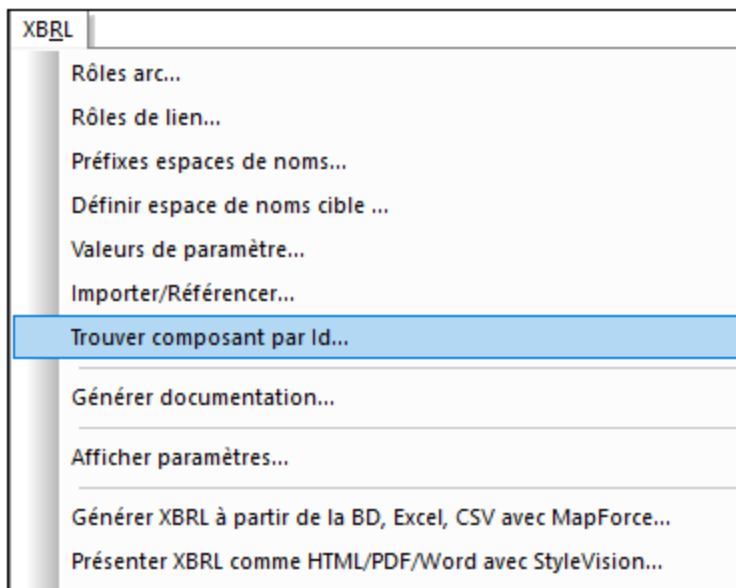 XBRL
Rôles arc...
Rôles de lien...
Préfixes espaces de noms...
Définir espace de noms cible ...
Valeurs de paramètre...
Importer/Référencer...
Trouver composant par Id...
Générer documentation...
Afficher paramètres...
Générer XBRL à partir de la BD, Excel, CSV avec MapForce...
Présenter XBRL comme HTML/PDF/Word avec StyleVision...